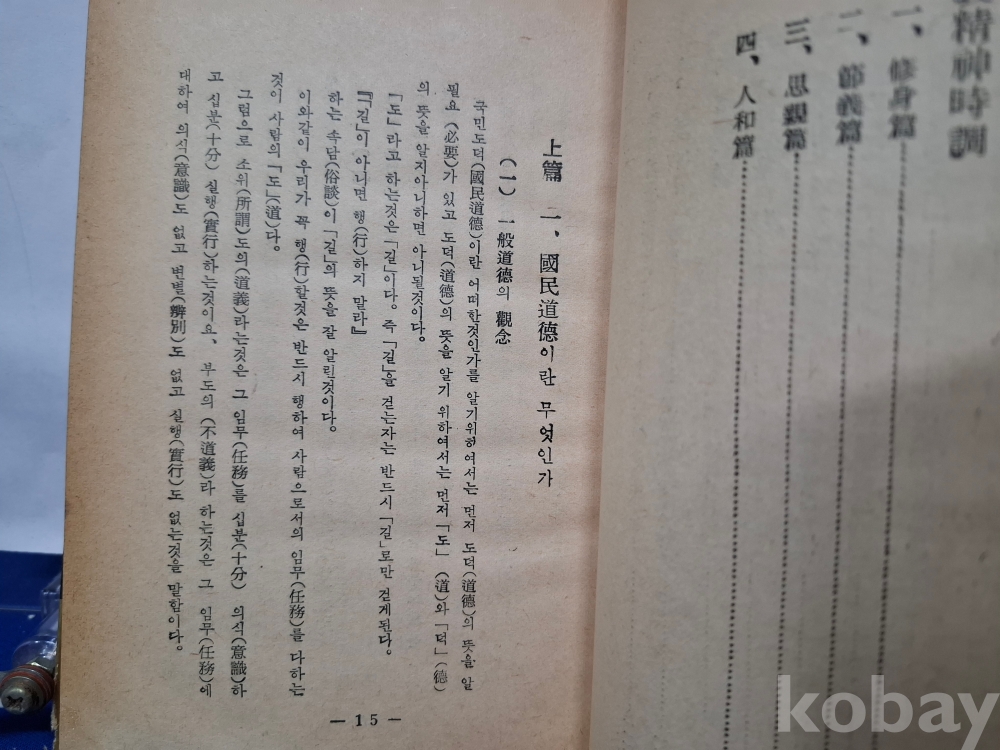 精神時調
一、修身篇
二、節義篇
三、思親篇
四、人和篇
上篇 一、國民道德이란 무엇인가
(一) 一般道德의 觀念
국민도덕(國民道德)이란 어떠한것인가를 알기위하여서는 먼저 도덕(道德)의 뜻을 알
필요(必要)가 있고 도덕(道德)의 뜻을 알기 위하여서는 먼저「도」(道)와「덕」(德)
의 뜻을 알지아니하면 아니될것이다.
「도」라고 하는것은「길」이다. 즉「길」을 걷는자는 반드시「길」로만 걷게된다.
『「길」이 아니면 행(行)하지 말라』
하는 속담(俗談)이「길」의 뜻을 잘 알린것이다.
이와같이 우리가 꼭 행(行)할것은 반드시 행하여 사람으로서의 임무(任務)를 다하는
것이 사람의「도」(道)다.
그럼으로 소위(所謂)도의(道義)라는것은 그 임무(任務)를 십분(十分) 의식(意識)하
고 십분(十分) 실행(實行)하는것이요、 부도의(不道義)라 하는것은 그 임무(任務)에
대하여 의식(意識)도 없고 변별(辨別)도 없고 실행(實行)도 없는것을 말함이다.
— 15 —
kobay